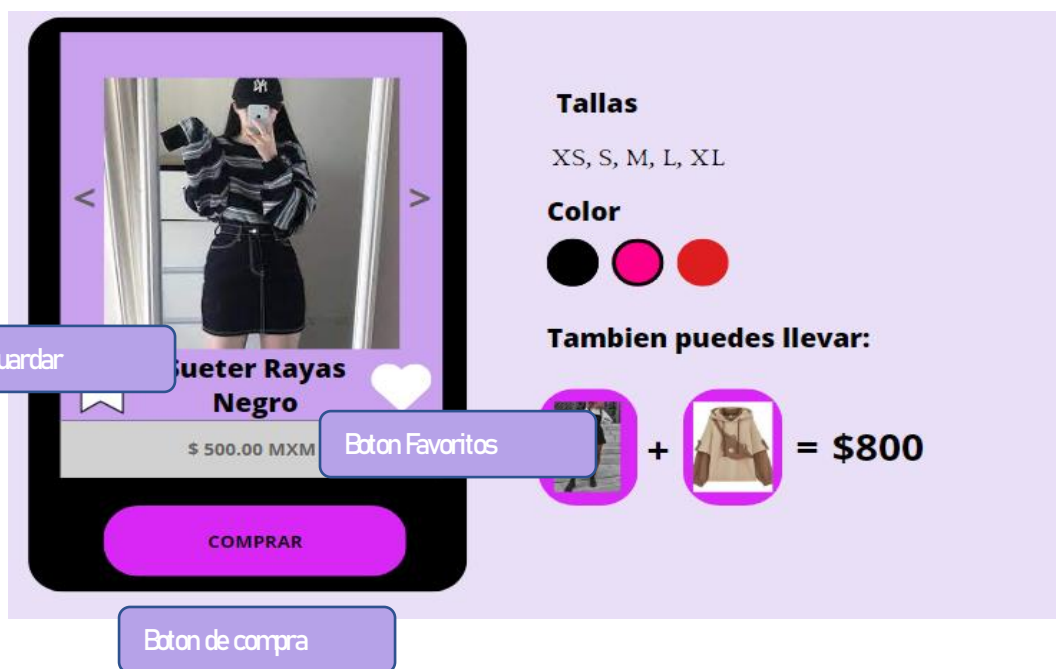 Tallas
XS, S, M, L, XL
Color
<
>
uardar
ueter Rayas
Negro
Tambien puedes llevar:
$ 500.00 MXM
Boton Favoritos
+
= $800
COMPRAR
Boton de compra